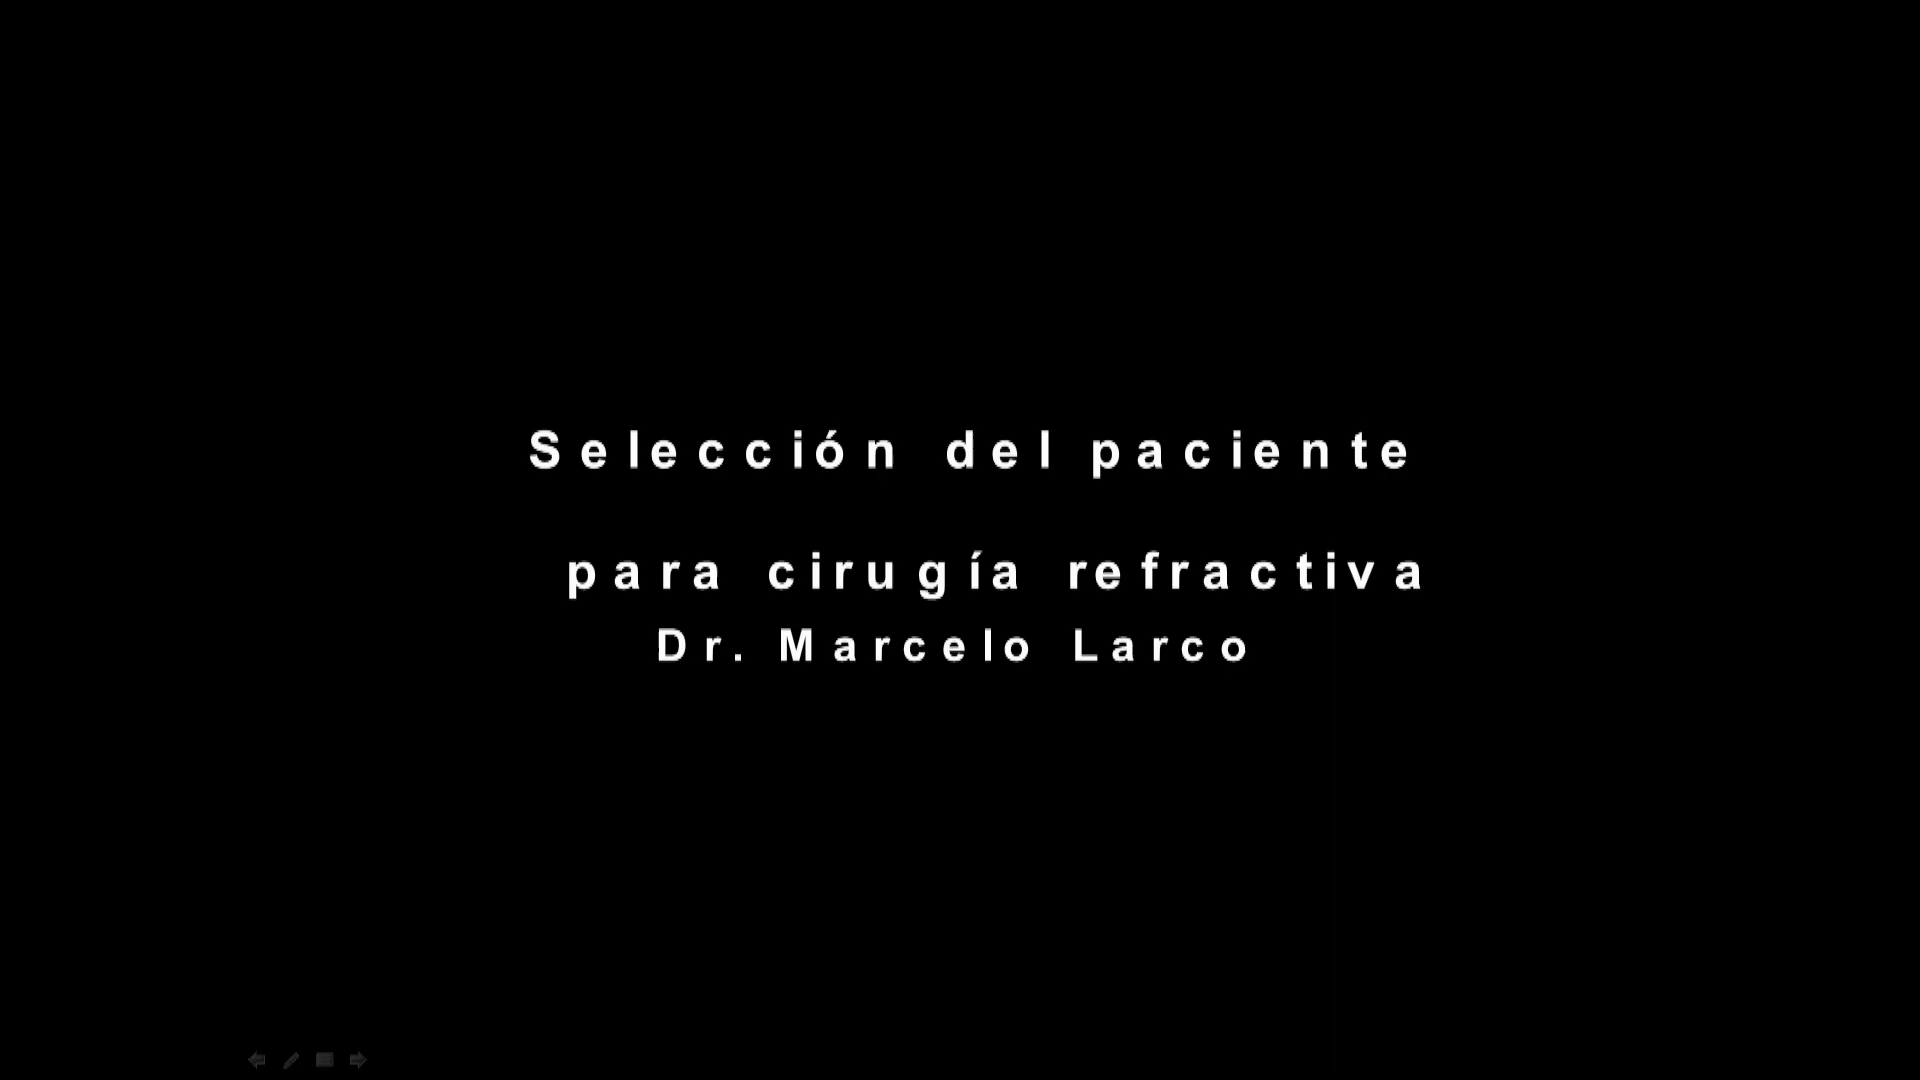 Selección del paciente
para cirugía refractiva
Dr. Marcelo Larco